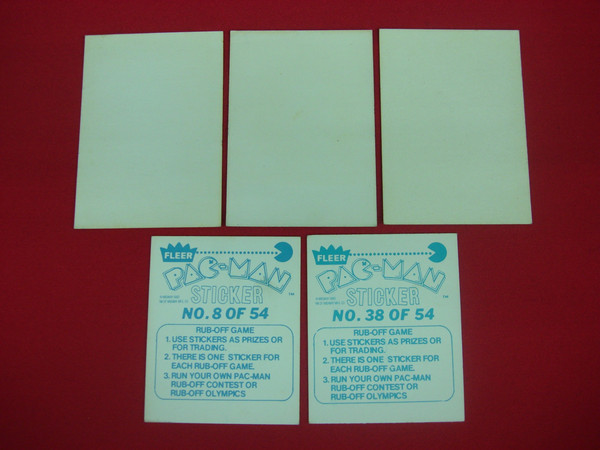 FLEER
PAC-MAN
STICKER
TM
NO. 8 OF 54
RUB-OFF GAME
1. USE STICKERS AS PRIZES OR
FOR TRADING.
2. THERE IS ONE STICKER FOR
EACH RUB-OFF GAME.
3. RUN YOUR OWN PAC-MAN
RUB-OFF CONTEST OR
RUB-OFF OLYMPICS
FLEER
PAC-MAN
STICKER
TM
NO. 38 OF 54
RUB-OFF GAME
1. USE STICKERS AS PRIZES OR
FOR TRADING.
2. THERE IS ONE STICKER FOR
EACH RUB-OFF GAME.
3. RUN YOUR OWN PAC-MAN
RUB-OFF CONTEST OR
RUB-OFF OLYMPICS